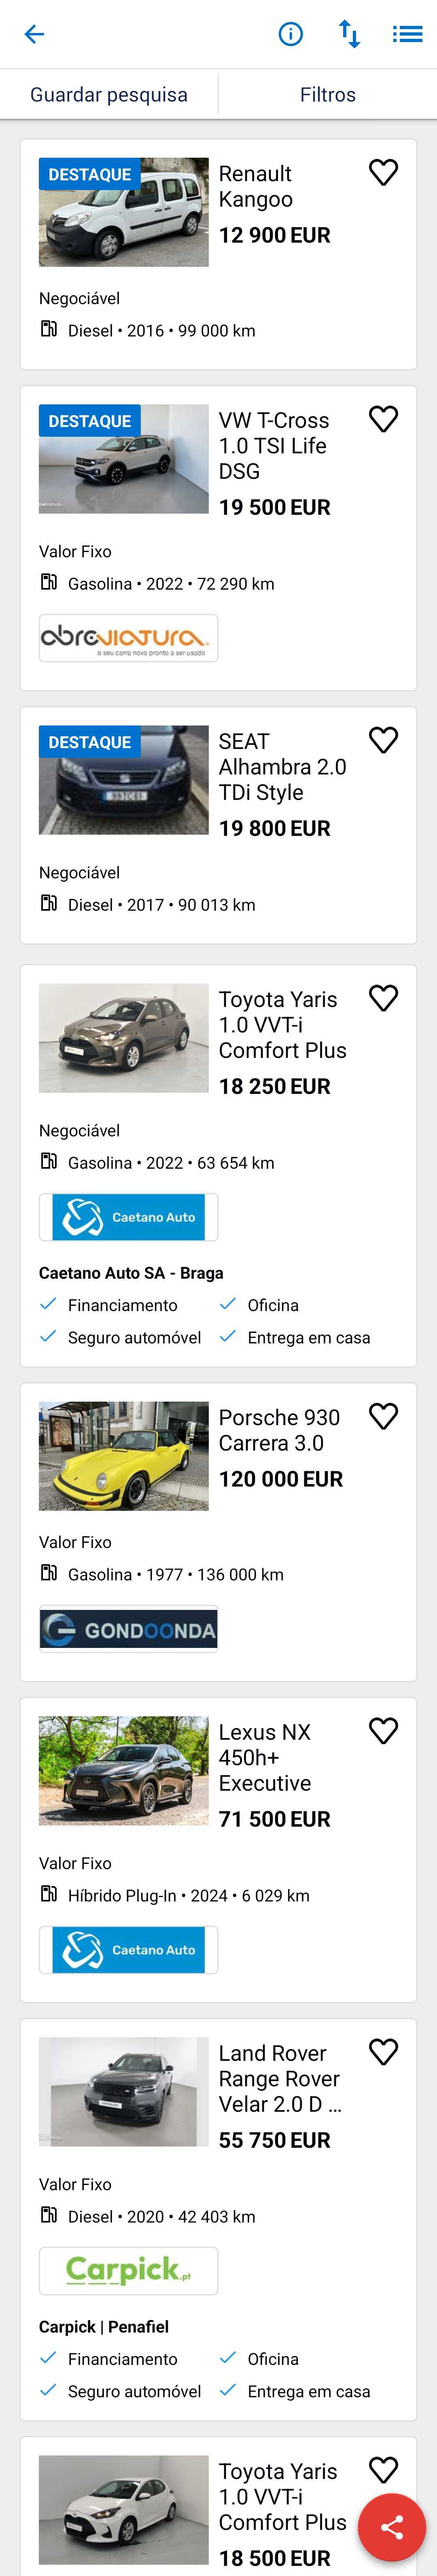 Guardar pesquisa
Filtros
DESTAQUE
Renault
Kangoo
12 900 EUR
Negociável
Diesel • 2016 • 99 000 km
DESTAQUE
VW T-Cross
1.0 TSI Life
DSG
19 500 EUR
Valor Fixo
Gasolina • 2022 • 72 290 km
abreviatura.
o seu carro novo pronto a ser usado
DESTAQUE
SEAT
Alhambra 2.0
TDi Style
19 800 EUR
Negociável
Diesel • 2017 • 90 013 km
Toyota Yaris
1.0 VVT-i
Comfort Plus
18 250 EUR
Negociável
Gasolina • 2022 • 63 654 km
Caetano Auto
Caetano Auto SA - Braga
Financiamento
Oficina
Seguro automóvel
Entrega em casa
Porsche 930
Carrera 3.0
120 000 EUR
Valor Fixo
Gasolina • 1977 • 136 000 km
GONDOONDA
Lexus NX
450h+
Executive
71 500 EUR
Valor Fixo
Híbrido Plug-In • 2024 • 6 029 km
Caetano Auto
Land Rover
Range Rover
Velar 2.0 D ...
55 750 EUR
Valor Fixo
Diesel • 2020 • 42 403 km
Carpick.pt
Carpick | Penafiel
Financiamento
Oficina
Seguro automóvel
Entrega em casa
Toyota Yaris
1.0 VVT-i
Comfort Plus
18 500 EUR